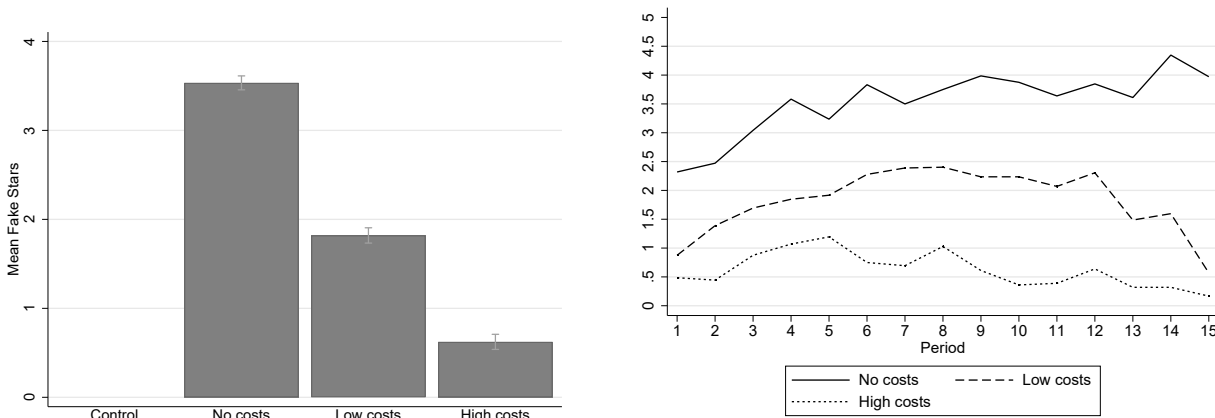 Mean Fake Stars
4
3
2
1
0
Control No costs Low costs High costs
5
4.5
4
3.5
3
2.5
2
1.5
1
.5
0
1 2 3 4 5 6 7 8 9 10 11 12 13 14 15
Period
No costs Low costs
High costs